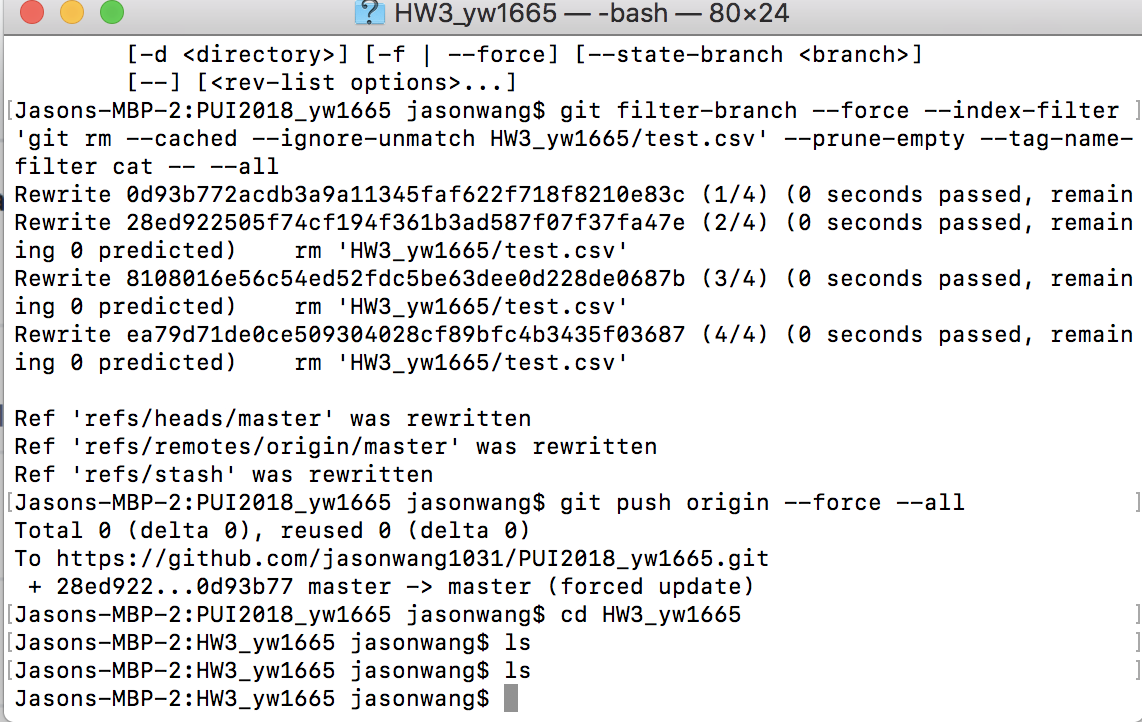 HW3_yw1665 — -bash — 80×24
[-d <directory>] [-f | --force] [--state-branch <branch>]
[--] [<rev-list options>...]
[Jasons-MBP-2:PUI2018_yw1665 jasonwang$ git filter-branch --force --index-filter ]
'git rm --cached --ignore-unmatch HW3_yw1665/test.csv' --prune-empty --tag-name-
filter cat -- --all
Rewrite 0d93b772acdb3a9a11345faf622f718f8210e83c (1/4) (0 seconds passed, remain
Rewrite 28ed922505f74cf194f361b3ad587f07f37fa47e (2/4) (0 seconds passed, remain
ing 0 predicted)    rm 'HW3_yw1665/test.csv'
Rewrite 8108016e56c54ed52fdc5be63dee0d228de0687b (3/4) (0 seconds passed, remain
ing 0 predicted)    rm 'HW3_yw1665/test.csv'
Rewrite ea79d71de0ce509304028cf89bfc4b3435f03687 (4/4) (0 seconds passed, remain
ing 0 predicted)    rm 'HW3_yw1665/test.csv'
Ref 'refs/heads/master' was rewritten
Ref 'refs/remotes/origin/master' was rewritten
Ref 'refs/stash' was rewritten
[Jasons-MBP-2:PUI2018_yw1665 jasonwang$ git push origin --force --all ]
Total 0 (delta 0), reused 0 (delta 0)
To https://github.com/jasonwang1031/PUI2018_yw1665.git
 + 28ed922...0d93b77 master -> master (forced update)
[Jasons-MBP-2:PUI2018_yw1665 jasonwang$ cd HW3_yw1665 ]
[Jasons-MBP-2:HW3_yw1665 jasonwang$ ls ]
[Jasons-MBP-2:HW3_yw1665 jasonwang$ ls ]
Jasons-MBP-2:HW3_yw1665 jasonwang$